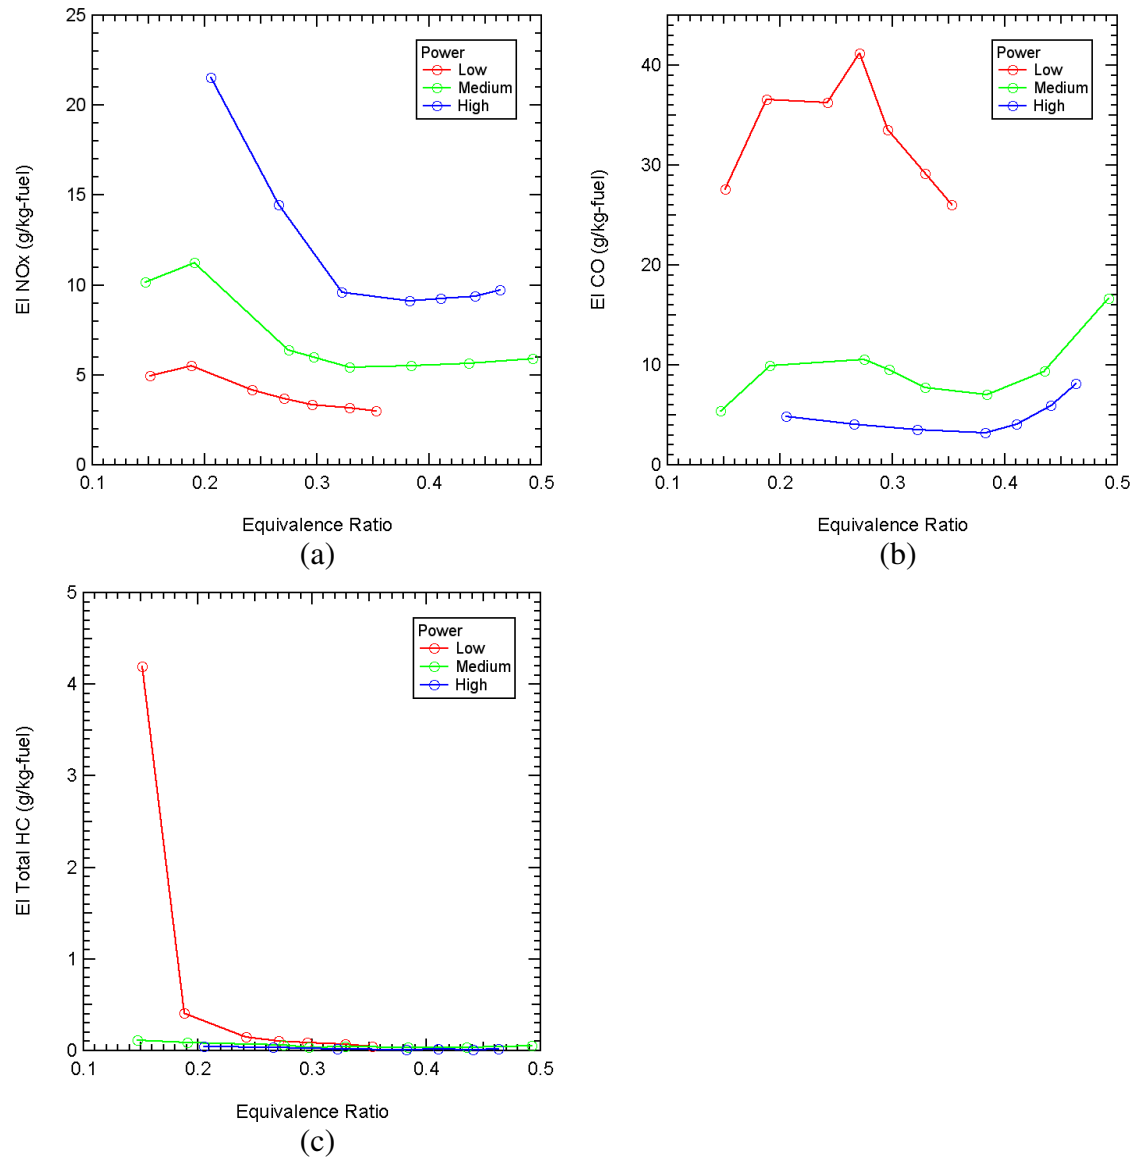 25
20
15
10
5
0
0.1 0.2 0.3 0.4 0.5
EI NOx (g/kg-fuel)
Equivalence Ratio
Power
Low
Medium
High
(a)
40
30
20
10
0
0.1 0.2 0.3 0.4 0.5
EI CO (g/kg-fuel)
Equivalence Ratio
Power
Low
Medium
High
(b)
5
4
3
2
1
0
0.1 0.2 0.3 0.4 0.5
EI Total HC (g/kg-fuel)
Equivalence Ratio
Power
Low
Medium
High
(c)